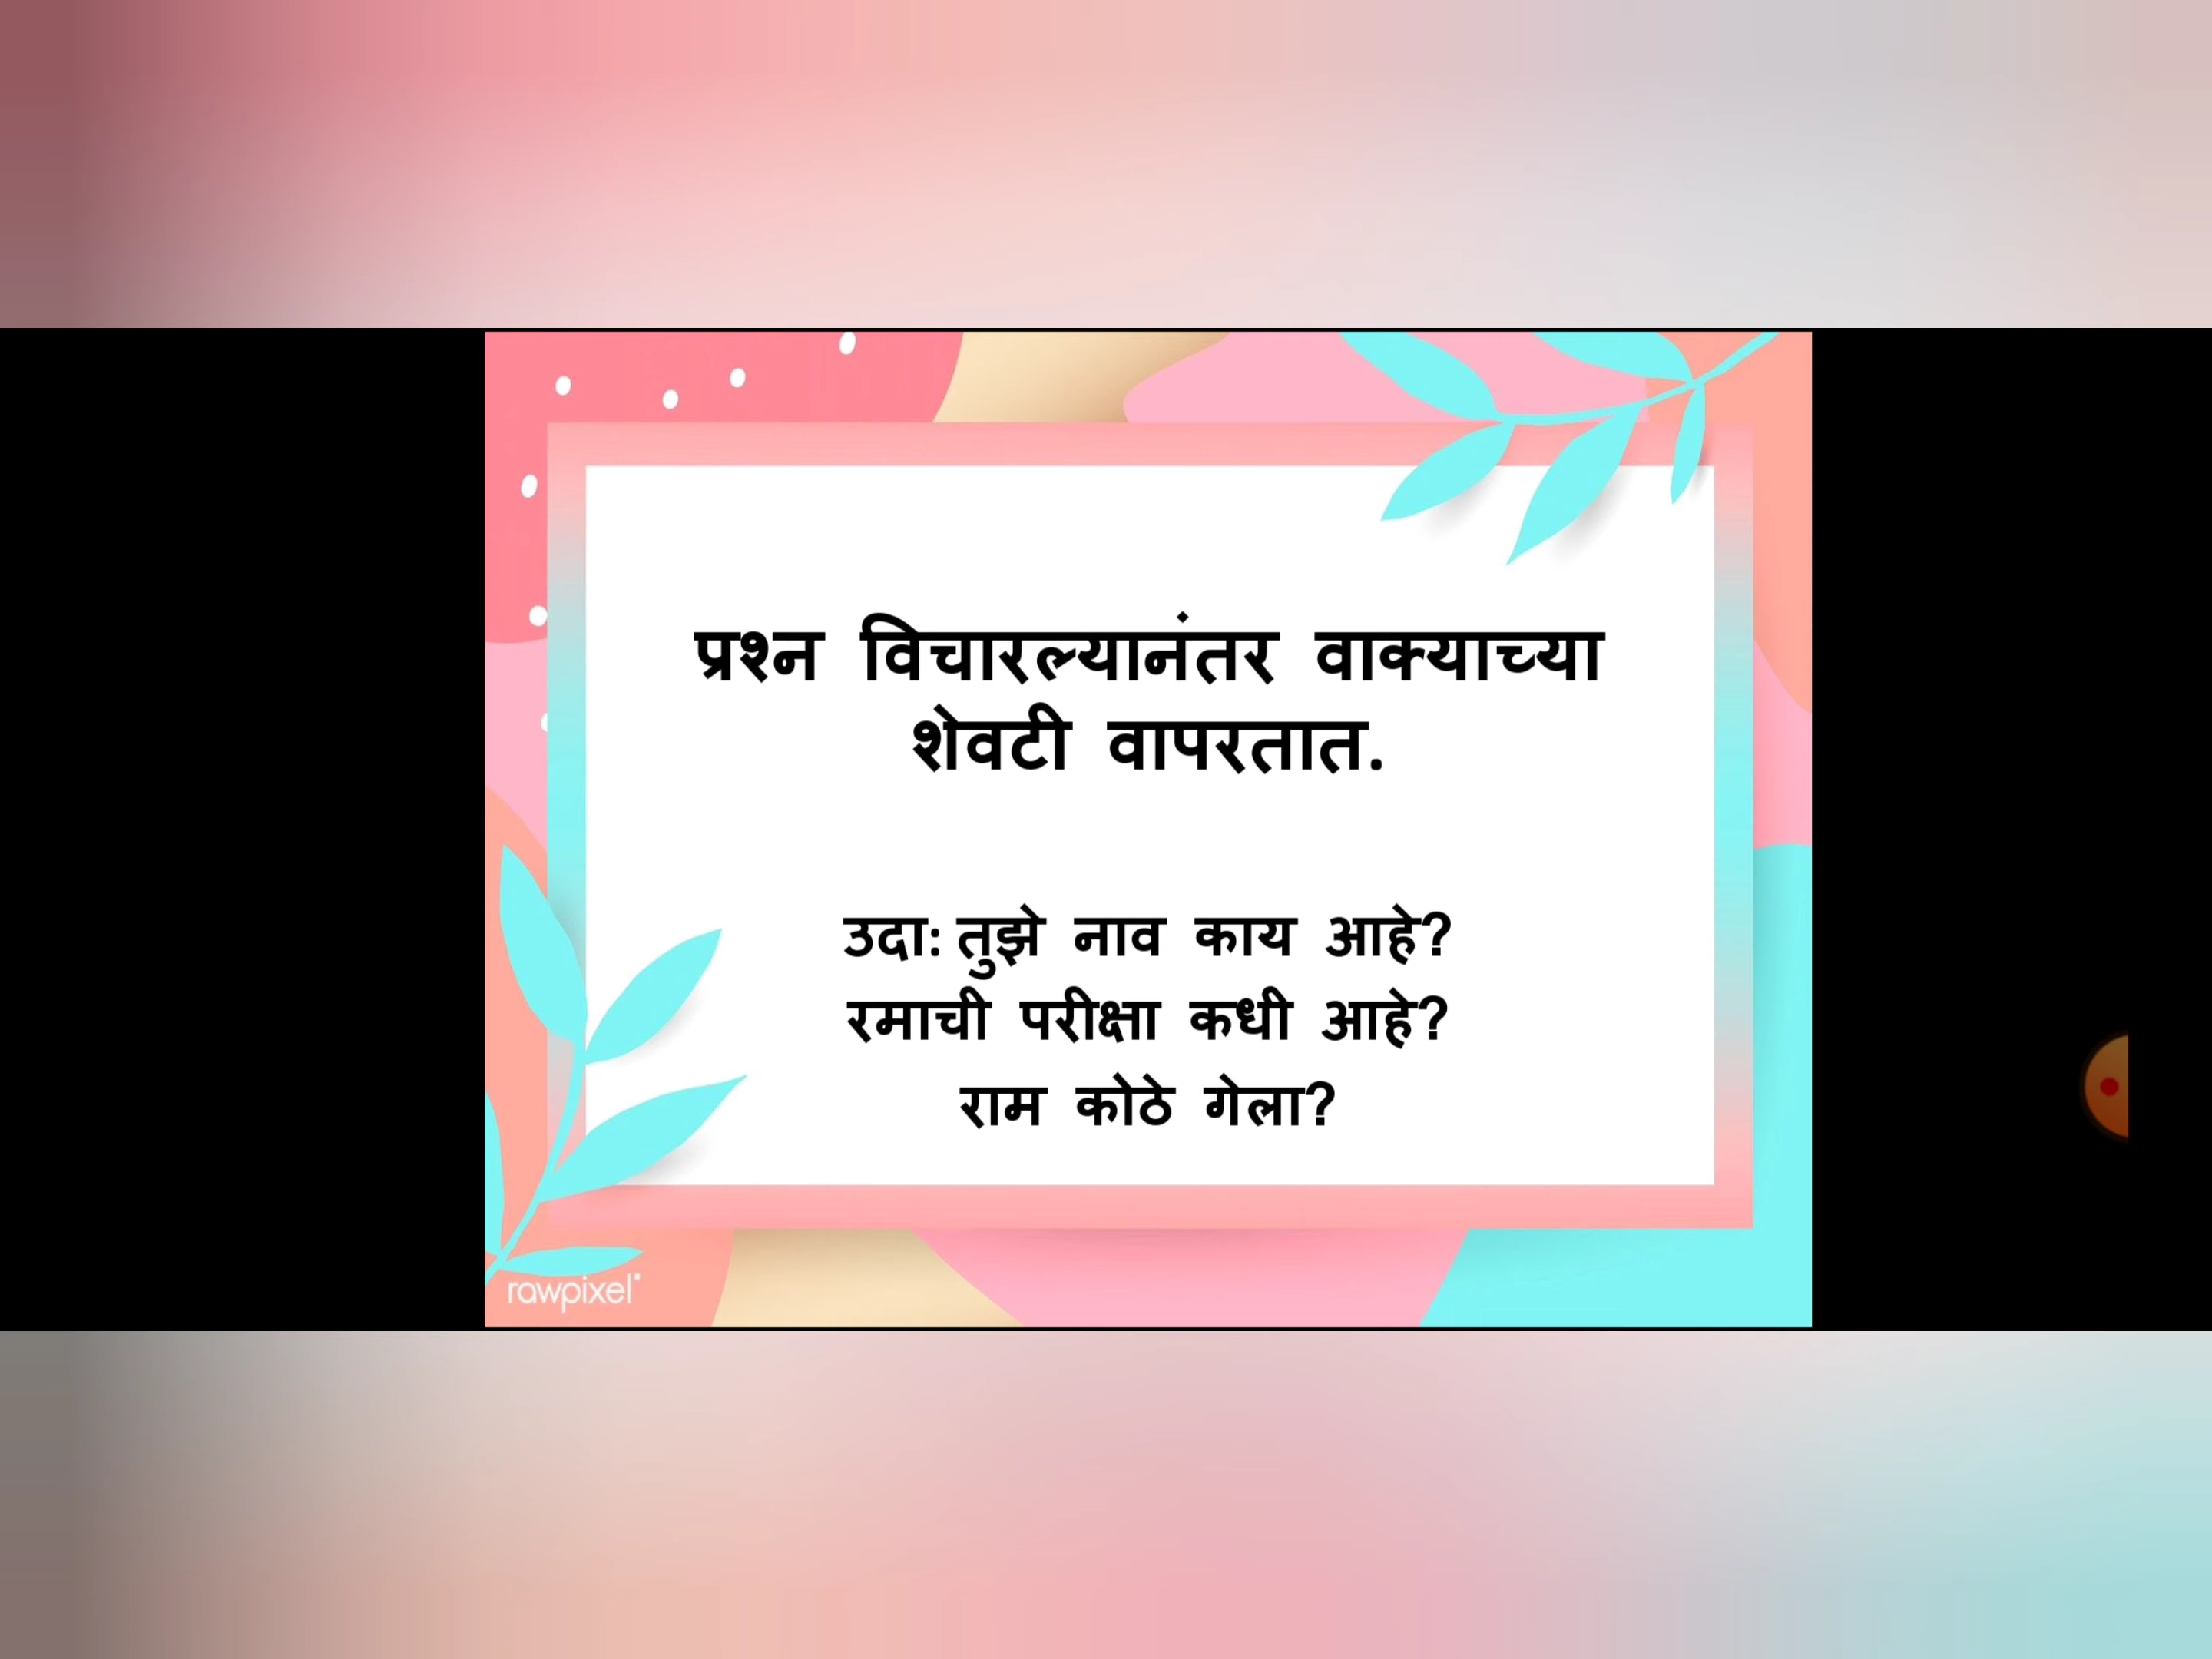 प्रश्न विचारल्यानंतर वाक्याच्या
शेवटी वापरतात.
उदा: तुझे नाव काय आहे?
रमाची परीक्षा कधी आहे?
राम कोठे गेला?
rawpixel